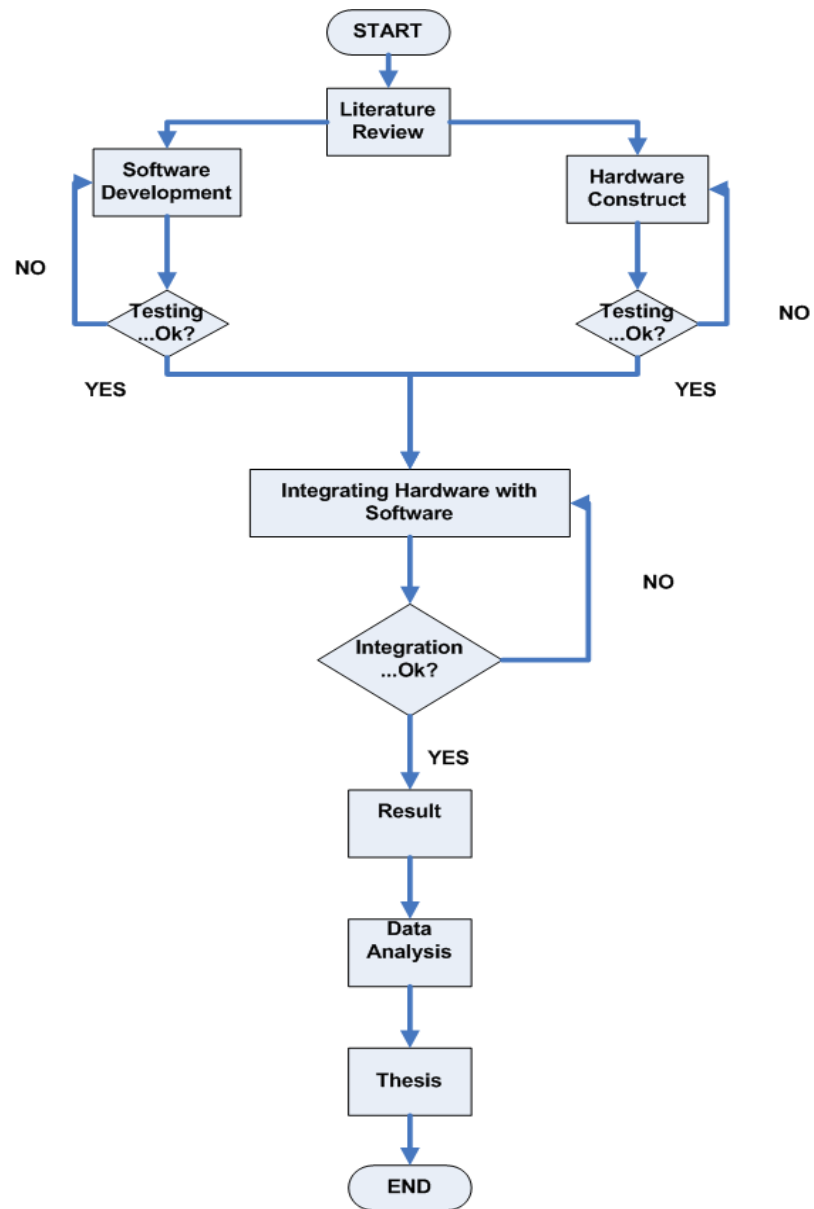 START
Literature
Review
Software
Development
Hardware
Construct
NO
Testing
...Ok?
Testing
...Ok?
NO
YES
YES
Integrating Hardware with
Software
NO
Integration
...Ok?
YES
Result
Data
Analysis
Thesis
END